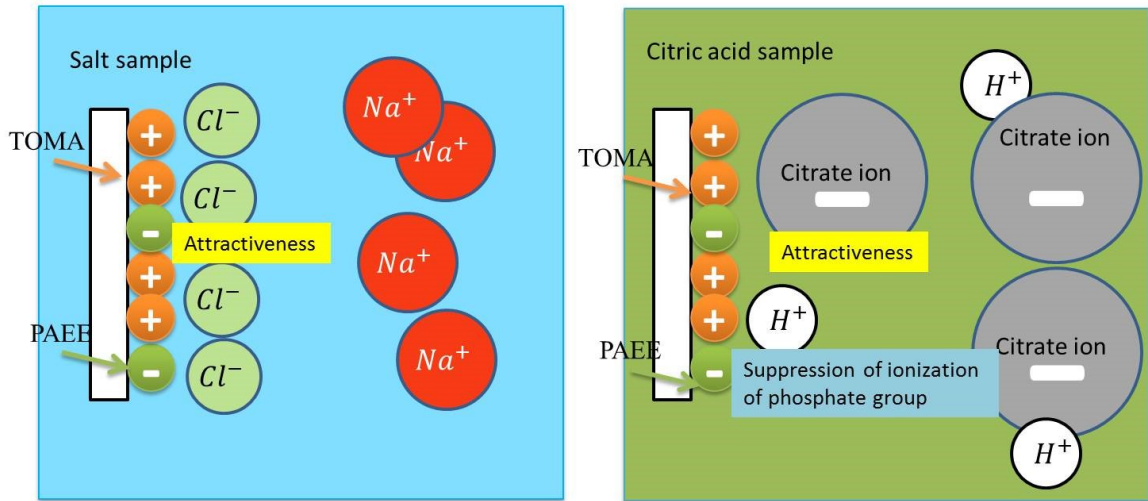 Salt sample
TOMA
PAEE
+
+
-
+
+
-
Cl⁻
Cl⁻
Attractiveness
Cl⁻
Cl⁻
Na⁺
Na⁺
Na⁺
Na⁺
Citric acid sample
TOMA
PAEE
+
+
-
+
+
-
Citrate ion
-
Attractiveness
H⁺
Suppression of ionization
of phosphate group
H⁺
Citrate ion
-
Citrate ion
-
H⁺